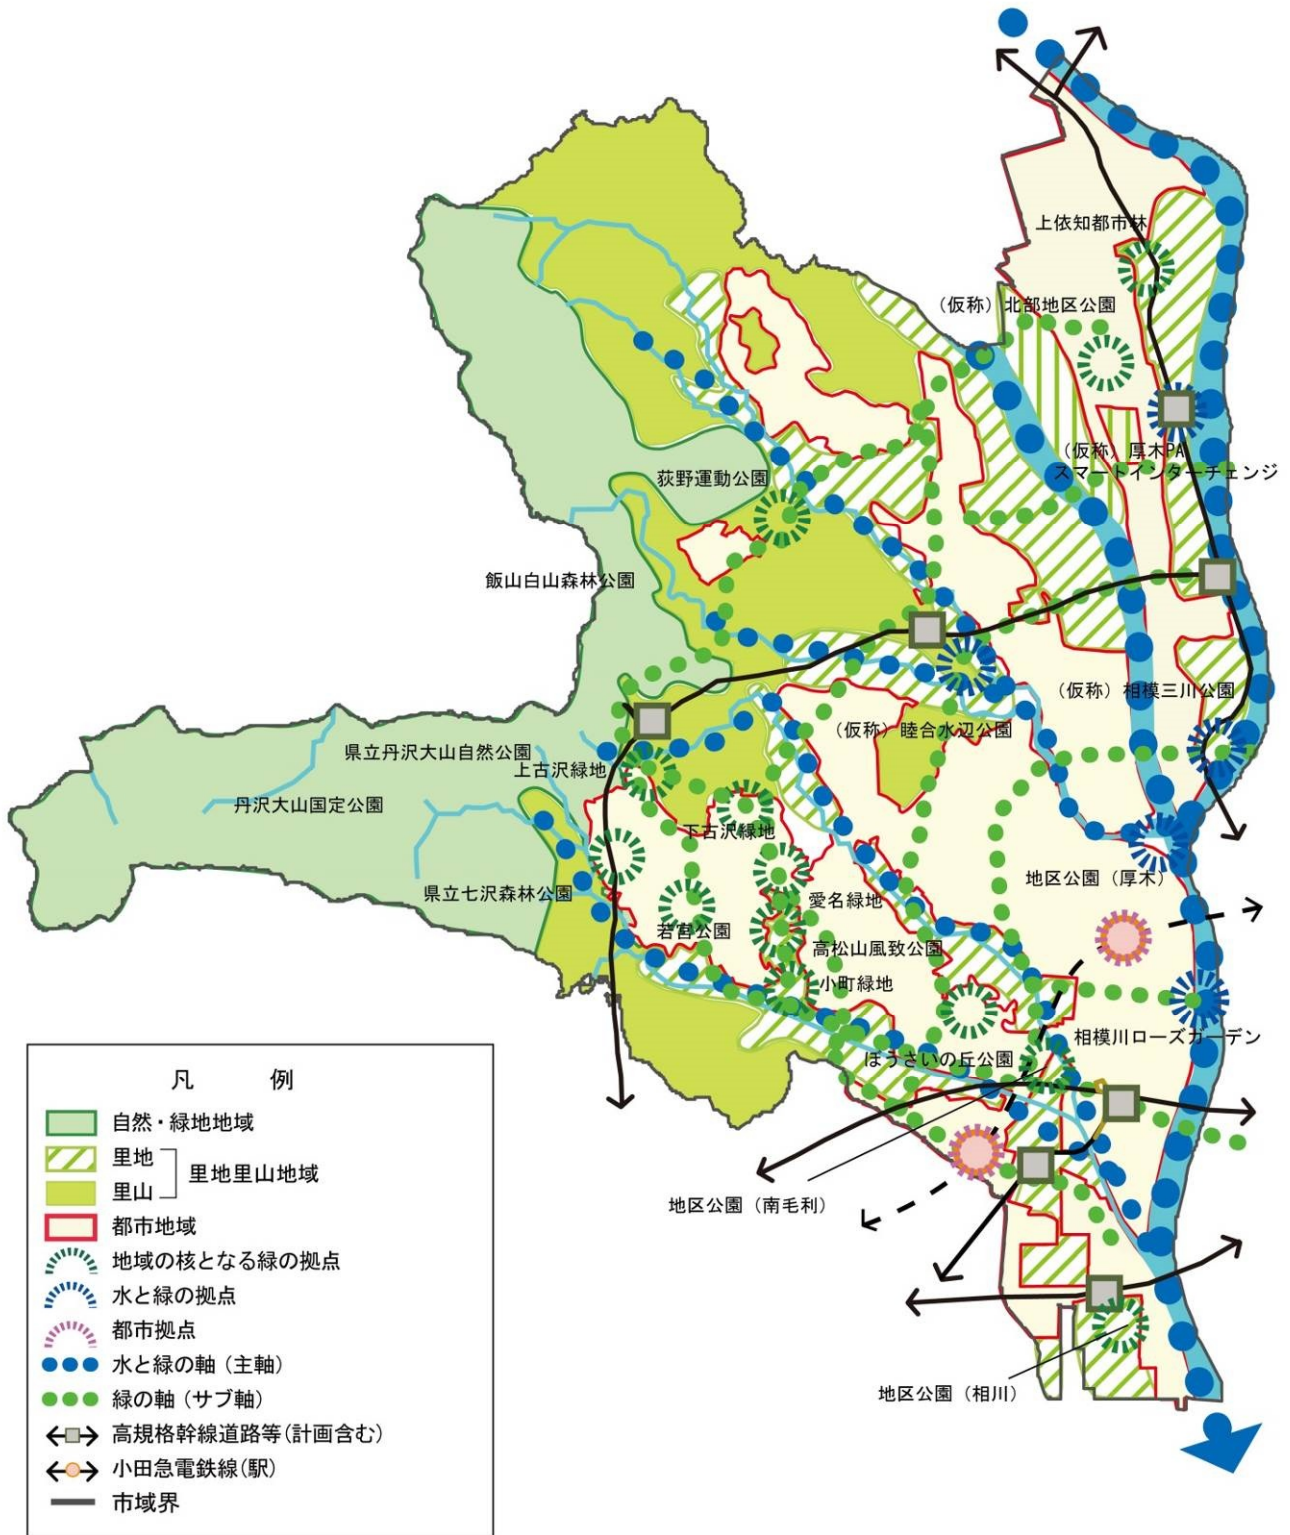 上依知都市林
(仮称)北部地区公園
(仮称)厚木PA
スマートインターチェンジ
荻野運動公園
飯山白山森林公園
(仮称)相模三川公園
(仮称)睦合水辺公園
県立丹沢大山自然公園
上古沢緑地
丹沢大山国定公園
下古沢緑地
地区公園(厚木)
県立七沢森林公園
愛名緑地
若宮公園
高松山風致公園
小町緑地
相模川ローズガーデン
ぼうさいの丘公園
地区公園(南毛利)
地区公園(相川)
凡 例
自然・緑地地域
里地
里地里山地域
里山
都市地域
地域の核となる緑の拠点
水と緑の拠点
都市拠点
水と緑の軸(主軸)
緑の軸(サブ軸)
高規格幹線道路等(計画含む)
小田急電鉄線(駅)
市域界